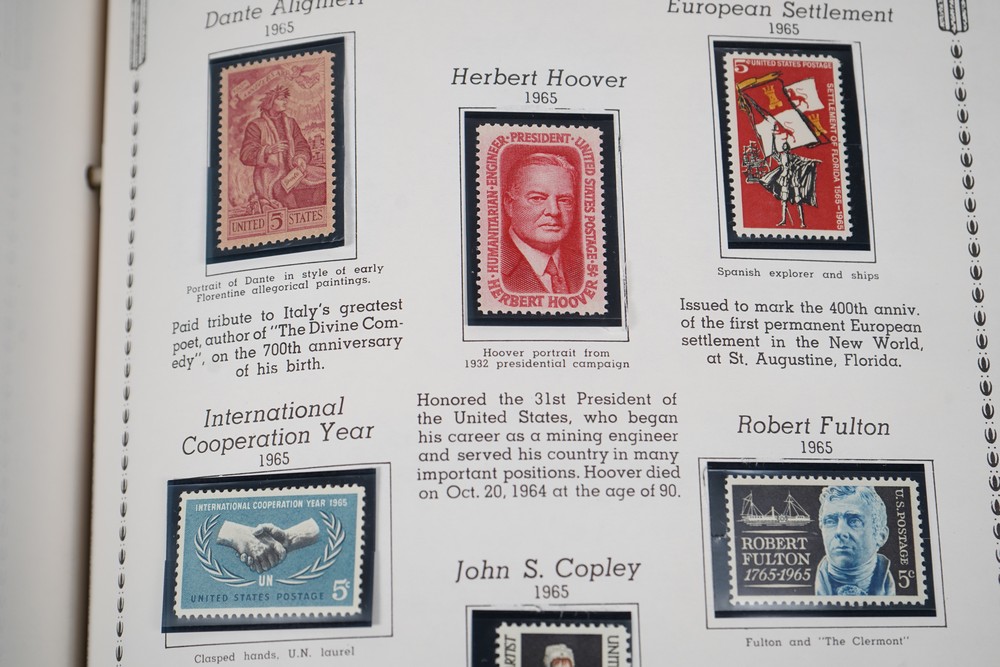 Dante Alighieri
1965
UNITED 5¢ STATES
Portrait of Dante in style of early
Florentine allegorical paintings.
Paid tribute to Italy's greatest
poet, author of "The Divine Com-
edy", on the 700th anniversary
of his birth.
Herbert Hoover
1965
HUMANITARIAN·ENGINEER·PRESIDENT·UNITED STATES POSTAGE·5¢
HERBERT HOOVER
Hoover portrait from
1932 presidential campaign
Honored the 31st President of
the United States, who began
his career as a mining engineer
and served his country in many
important positions. Hoover died
on Oct. 20, 1964 at the age of 90.
European Settlement
1965
5¢ UNITED STATES POSTAGE
SETTLEMENT OF FLORIDA 1565-1965
Spanish explorer and ships
Issued to mark the 400th anniv.
of the first permanent European
settlement in the New World,
at St. Augustine, Florida.
International
Cooperation Year
1965
INTERNATIONAL COOPERATION YEAR 1965
UN
UNITED STATES POSTAGE 5¢
Clasped hands, U.N. laurel
John S. Copley
1965
ARTIST
UNIT
Robert Fulton
1965
ROBERT
FULTON
1765-1965
U.S. POSTAGE
5¢
Fulton and "The Clermont"